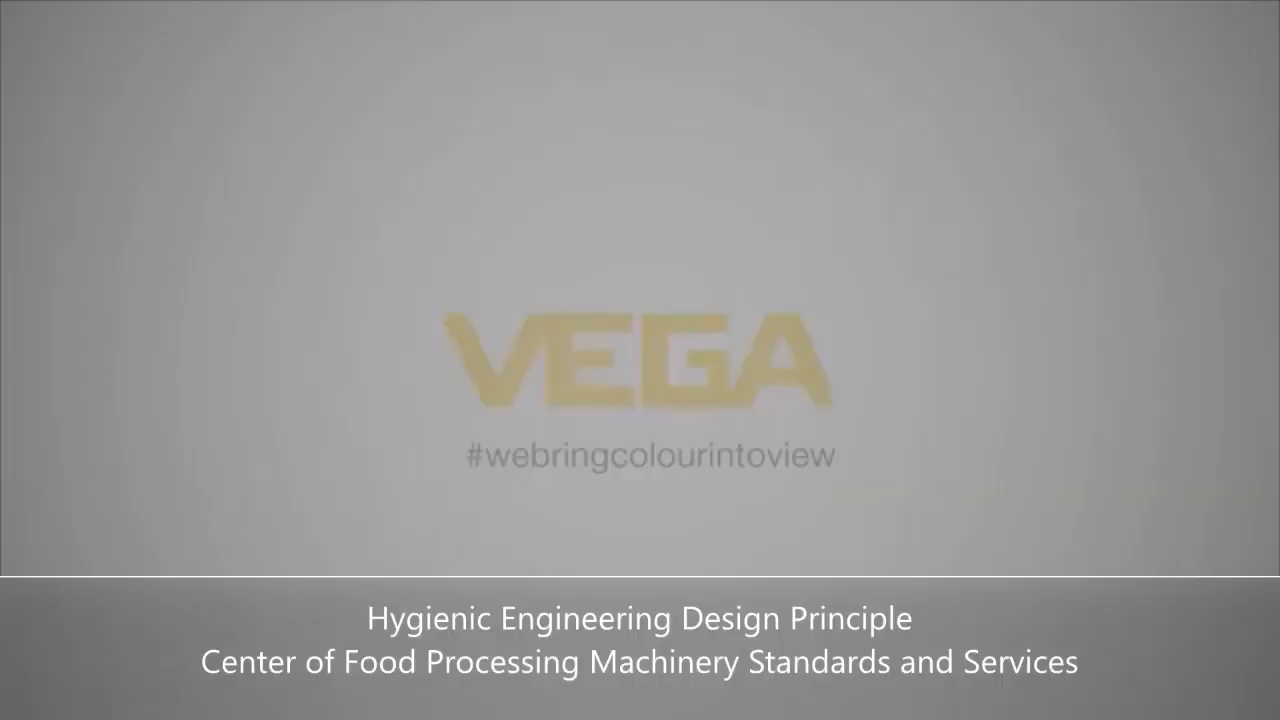 VEGA
#webringcolourintoview
Hygienic Engineering Design Principle
Center of Food Processing Machinery Standards and Services